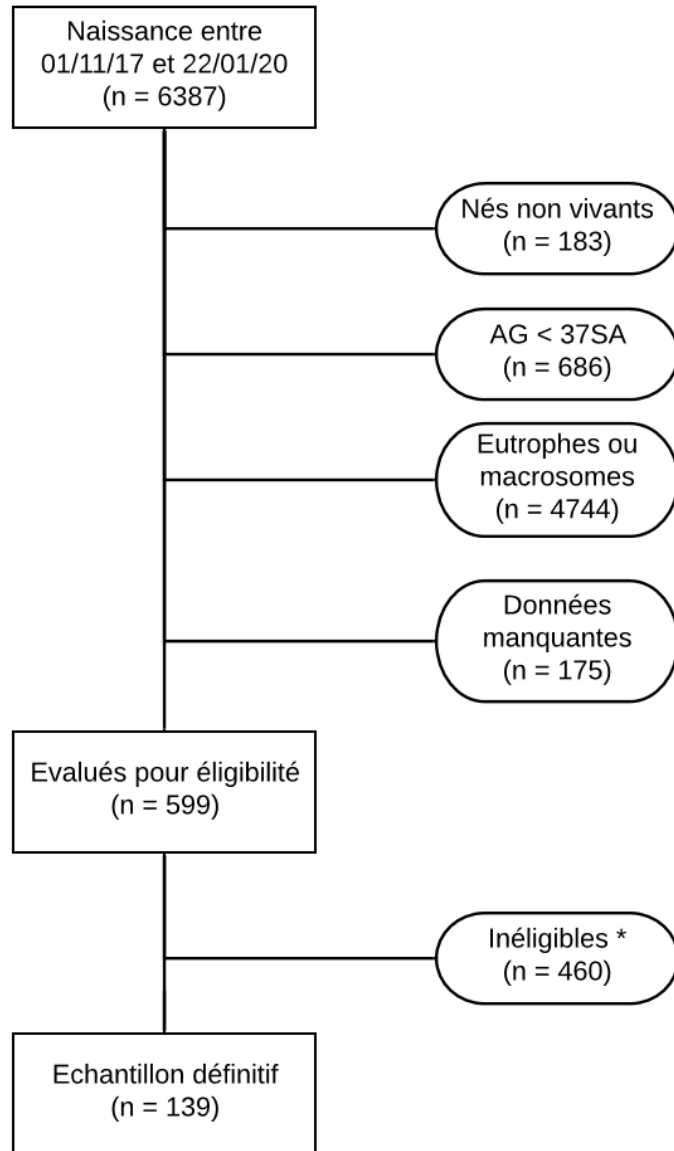 Naissance entre
01/11/17 et 22/01/20
(n = 6387)
Nés non vivants
(n = 183)
AG < 37SA
(n = 686)
Eutrophes ou
macrosomes
(n = 4744)
Données
manquantes
(n = 175)
Evalués pour éligibilité
(n = 599)
Inéligibles *
(n = 460)
Echantillon définitif
(n = 139)